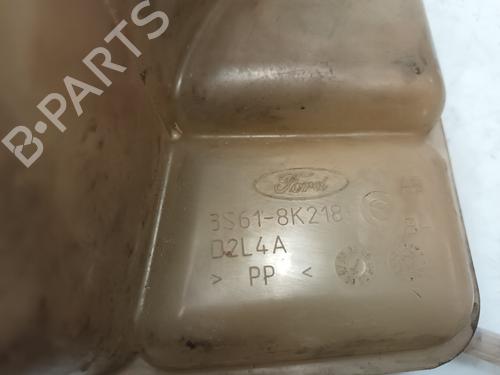 B-PARTS
Ford
3S61-8K218
D2L4A
> PP <